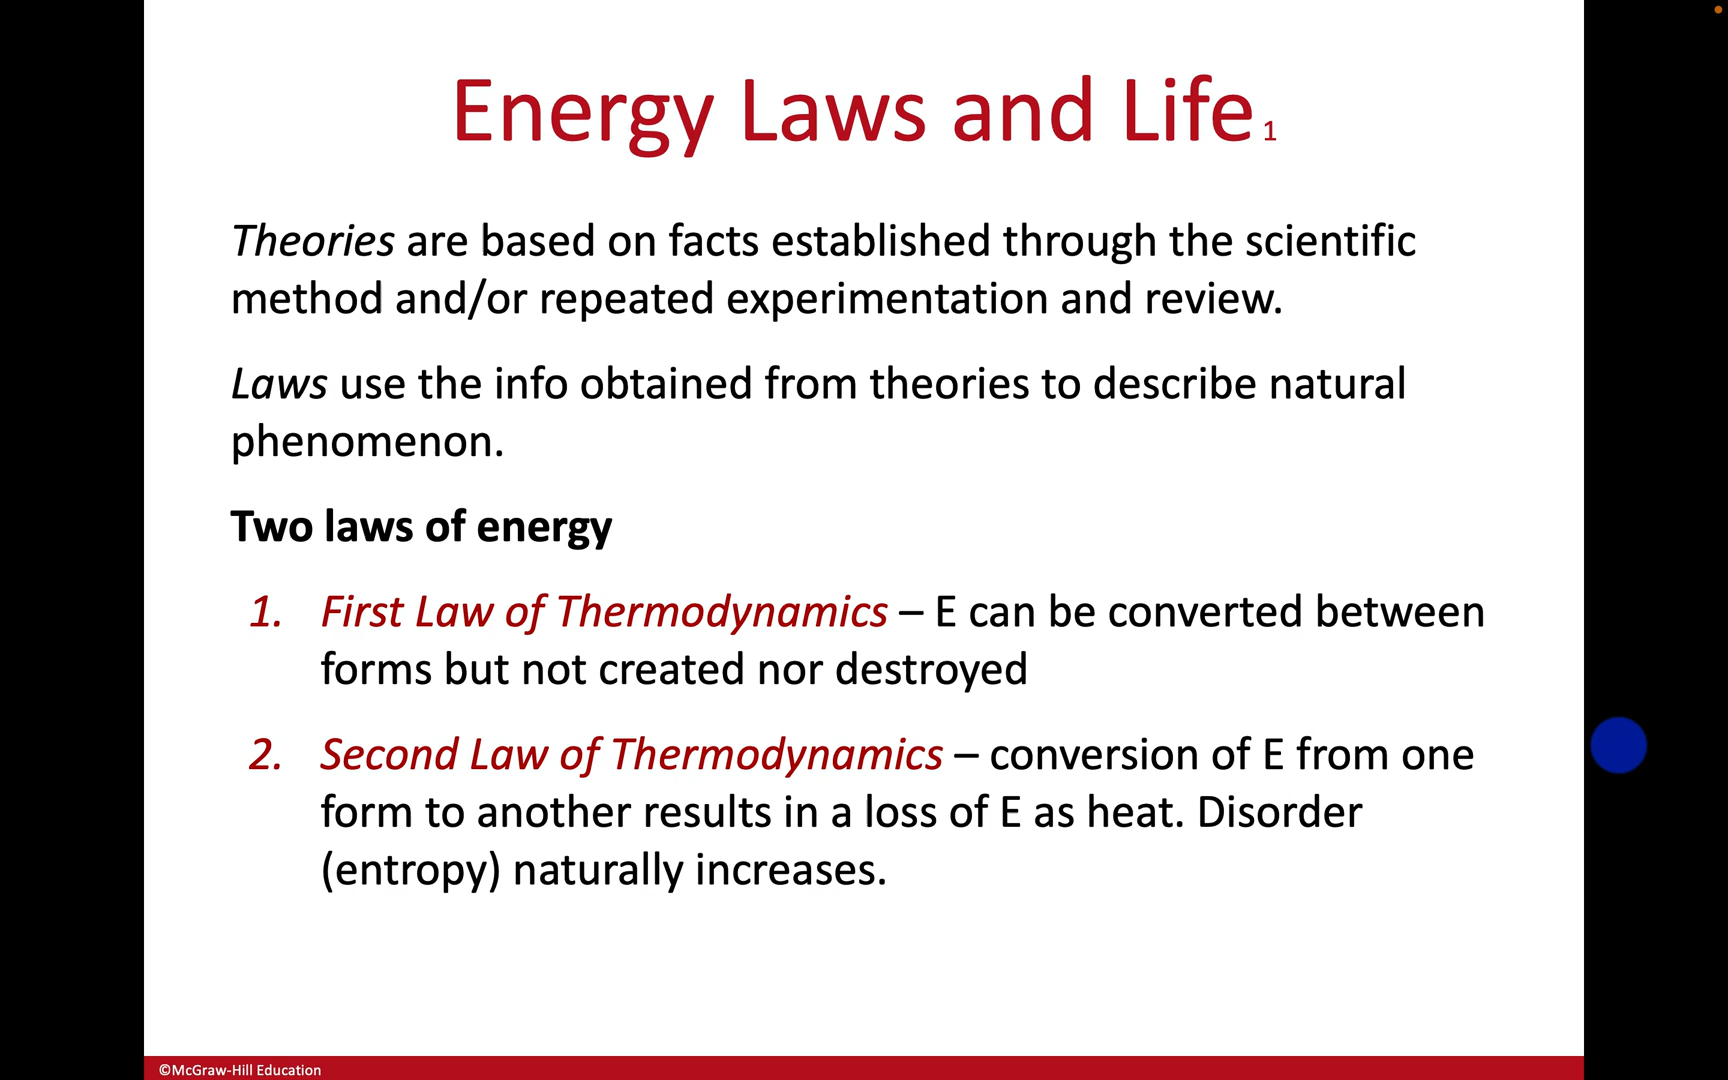 Energy Laws and Life 1
Theories are based on facts established through the scientific
method and/or repeated experimentation and review.
Laws use the info obtained from theories to describe natural
phenomenon.
Two laws of energy
1. First Law of Thermodynamics – E can be converted between
forms but not created nor destroyed
2. Second Law of Thermodynamics – conversion of E from one
form to another results in a loss of E as heat. Disorder
(entropy) naturally increases.
©McGraw-Hill Education